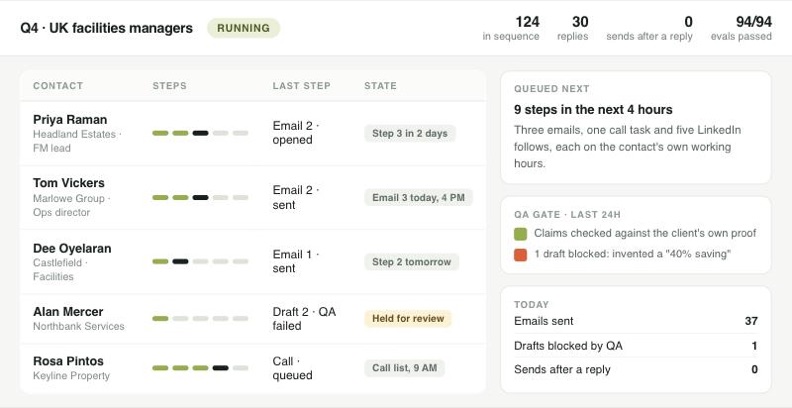 Q4 · UK facilities managers
RUNNING
124
in sequence
30
replies
0
sends after a reply
94/94
evals passed
CONTACT STEPS LAST STEP STATE
Priya Raman
Headland Estates ·
FM lead
Email 2 ·
opened
Step 3 in 2 days
Tom Vickers
Marlowe Group ·
Ops director
Email 2 ·
sent
Email 3 today, 4 PM
Dee Oyelaran
Castlefield ·
Facilities
Email 1 ·
sent
Step 2 tomorrow
Alan Mercer
Northbank Services
Draft 2 · QA
failed
Held for review
Rosa Pintos
Keyline Property
Call ·
queued
Call list, 9 AM
QUEUED NEXT
9 steps in the next 4 hours
Three emails, one call task and five LinkedIn
follows, each on the contact's own working
hours.
QA GATE · LAST 24H
Claims checked against the client's own proof
1 draft blocked: invented a "40% saving"
TODAY
Emails sent 37
Drafts blocked by QA 1
Sends after a reply 0